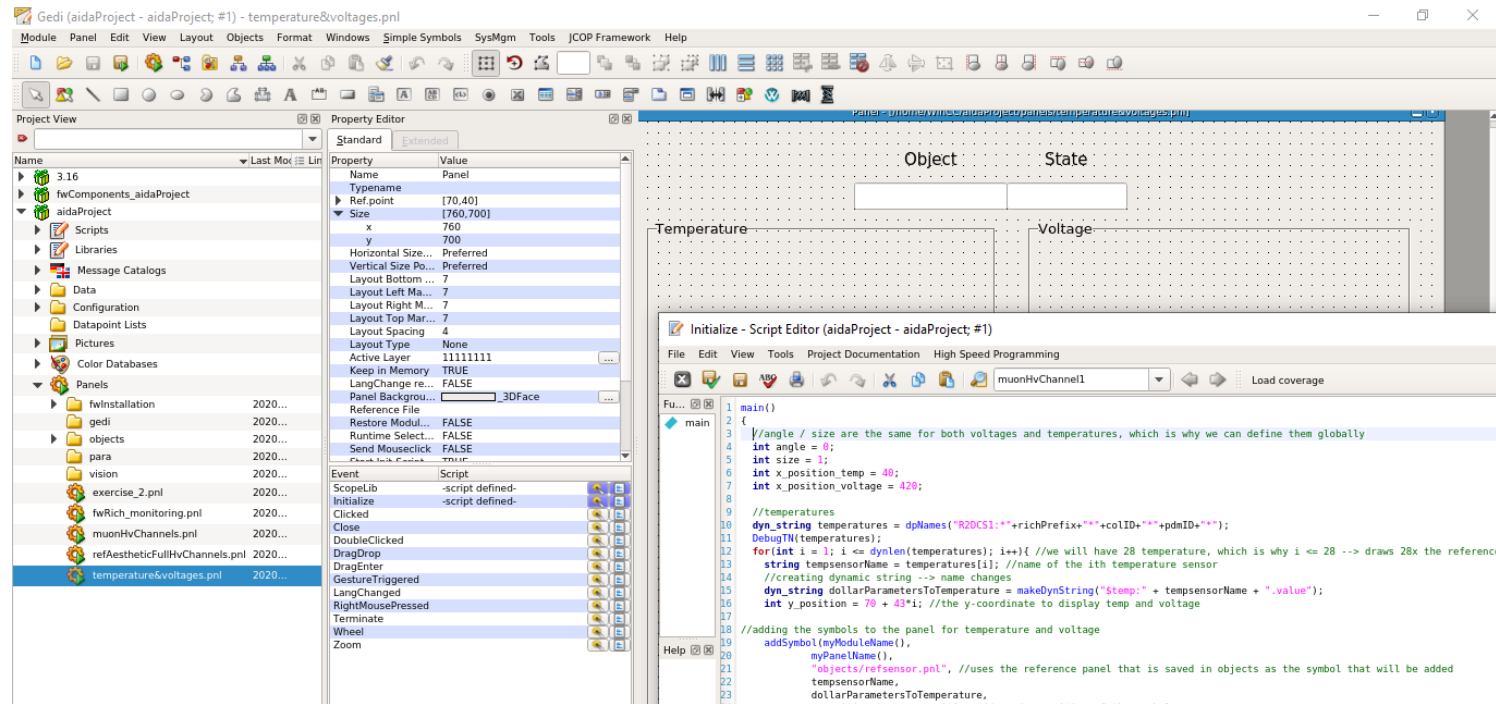 Gedi (aidaProject - aidaProject; #1) - temperature&voltages.pnl
Module Panel Edit View Layout Objects Format Windows Simple Symbols SysMgm Tools JCOP Framework Help
Project View
Name Last Mo Lin
3.16
fwComponents_aidaProject
aidaProject
Scripts
Libraries
Message Catalogs
Data
Configuration
Datapoint Lists
Pictures
Color Databases
Panels
fwInstallation 2020...
gedi 2020...
objects 2020...
para 2020...
vision 2020...
exercise_2.pnl 2020...
fwRich_monitoring.pnl 2020...
muonHvChannels.pnl 2020...
refAestheticFullHvChannels.pnl 2020...
temperature&voltages.pnl 2020...
Property Editor
Standard Extended
Property Value
Name Panel
Typename
Ref.point [70,40]
Size [760,700]
x 760
y 700
Horizontal Size... Preferred
Vertical Size Po... Preferred
Layout Bottom ... 7
Layout Left Ma... 7
Layout Right M... 7
Layout Top Mar... 7
Layout Spacing 4
Layout Type None
Active Layer 11111111 ...
Keep in Memory TRUE
LangChange re... FALSE
Panel Backgrou... _3DFace ...
Reference File
Restore Modul... FALSE
Runtime Select... FALSE
Send Mouseclick FALSE
Event Script
ScopeLib -script defined-
Initialize -script defined-
Clicked
Close
DoubleClicked
DragDrop
DragEnter
GestureTriggered
LangChanged
RightMousePressed
Terminate
Wheel
Zoom
Panel - [/home/WinCC/aidaProject/panels/temperature&voltages.pnl]
Object State
Temperature Voltage
Initialize - Script Editor (aidaProject - aidaProject; #1)
File Edit View Tools Project Documentation High Speed Programming
ABC muonHvChannel1 Load coverage
Fu...
main
Help
1 main()
2 {
3 //angle / size are the same for both voltages and temperatures, which is why we can define them globally
4 int angle = 0;
5 int size = 1;
6 int x_position_temp = 40;
7 int x_position_voltage = 420;
8
9 //temperatures
10 dyn_string temperatures = dpNames("R2DCS1:*"+richPrefix+"*"+colID+"*"+pdmID+"*");
11 DebugTN(temperatures);
12 for(int i = 1; i <= dynlen(temperatures); i++){ //we will have 28 temperature, which is why i <= 28 --> draws 28x the reference
13 string tempsensorName = temperatures[i]; //name of the ith temperature sensor
14 //creating dynamic string --> name changes
15 dyn_string dollarParametersToTemperature = makeDynString("$temp:" + tempsensorName + ".value");
16 int y_position = 70 + 43*i; //the y-coordinate to display temp and voltage
17
18 //adding the symbols to the panel for temperature and voltage
19 addSymbol(myModuleName(),
20 myPanelName(),
21 "objects/refsensor.pnl", //uses the reference panel that is saved in objects as the symbol that will be added
22 tempsensorName,
23 dollarParametersToTemperature,